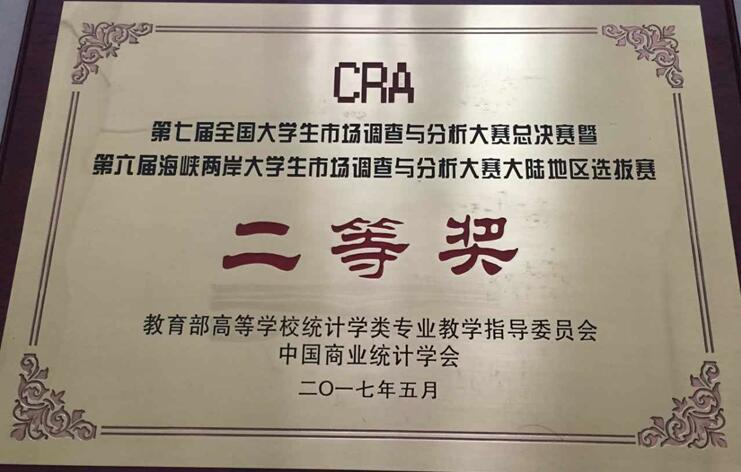 CRA
第七届全国大学生市场调查与分析大赛总决赛暨
第六届海峡两岸大学生市场调查与分析大赛大陆地区选拔赛
二等奖
教育部高等学校统计学类专业教学指导委员会
中国商业统计学会
二〇一七年五月